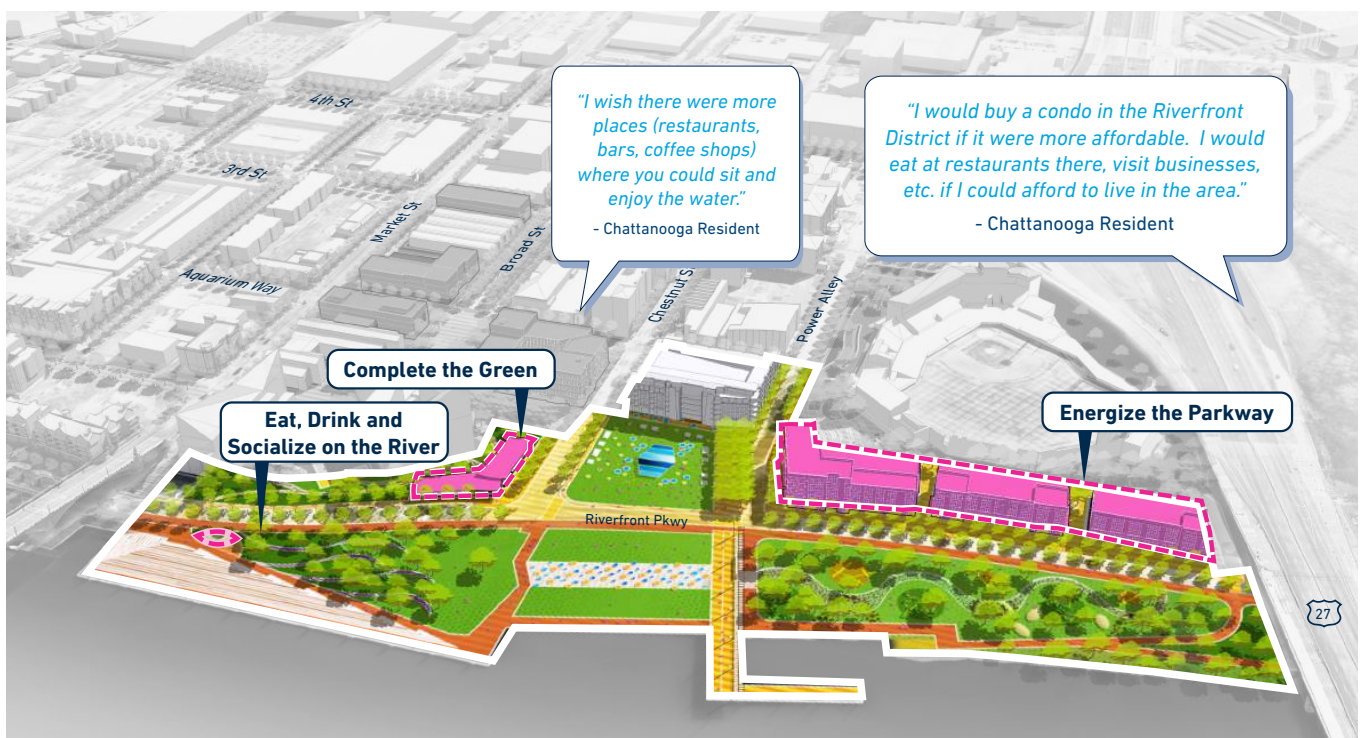 4th St
3rd St
Market St
Broad St
Aquarium Way
Chestnut S
Power Alley
“I wish there were more
places (restaurants,
bars, coffee shops)
where you could sit and
enjoy the water.”
- Chattanooga Resident
“I would buy a condo in the Riverfront
District if it were more affordable. I would
eat at restaurants there, visit businesses,
etc. if I could afford to live in the area.”
- Chattanooga Resident
Complete the Green
Eat, Drink and
Socialize on the River
Energize the Parkway
Riverfront Pkwy
27